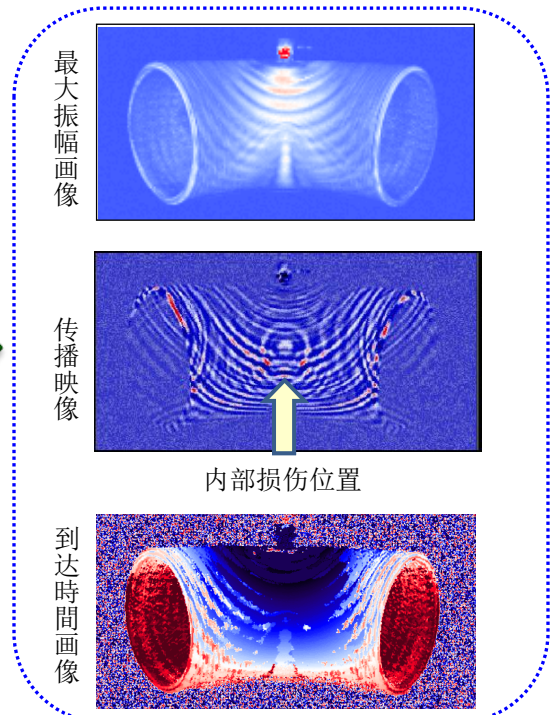 最大振幅画像
传播映像
内部损伤位置
到达時間画像